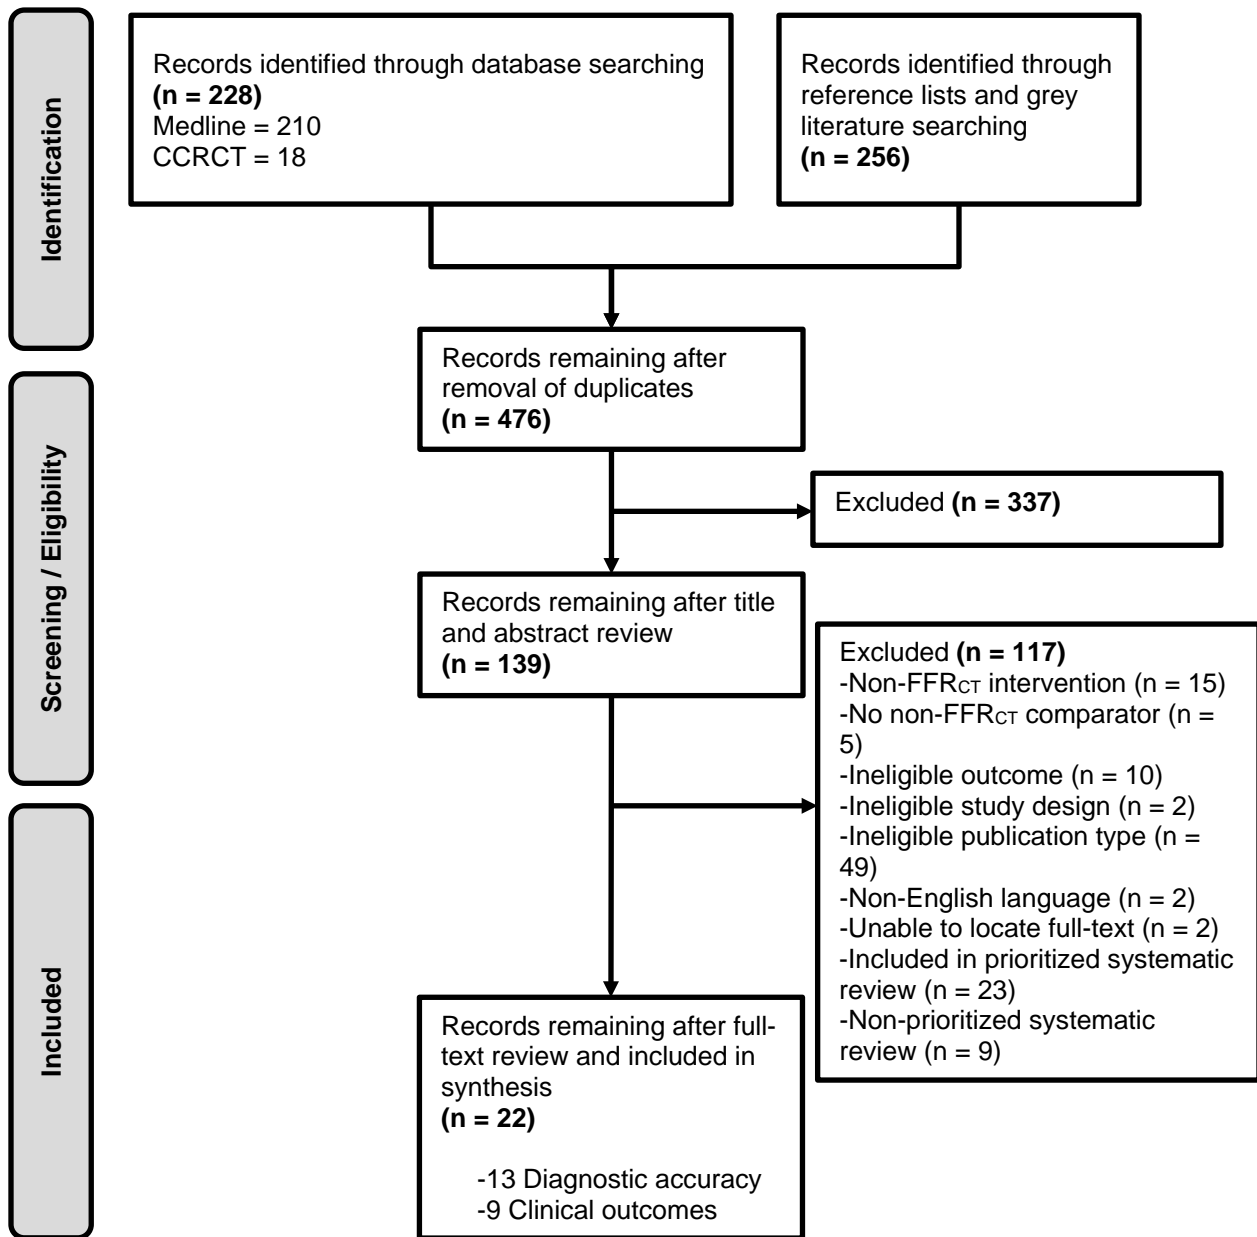 Identification
Records identified through database searching
(n = 228)
Medline = 210
CCRCT = 18
Records identified through
reference lists and grey
literature searching
(n = 256)
Records remaining after
removal of duplicates
(n = 476)
Screening / Eligibility
Excluded (n = 337)
Records remaining after title
and abstract review
(n = 139)
Excluded (n = 117)
-Non-FFRCT intervention (n = 15)
-No non-FFRCT comparator (n =
5)
-Ineligible outcome (n = 10)
-Ineligible study design (n = 2)
-Ineligible publication type (n =
49)
-Non-English language (n = 2)
-Unable to locate full-text (n = 2)
-Included in prioritized systematic
review (n = 23)
-Non-prioritized systematic
review (n = 9)
Included
Records remaining after full-
text review and included in
synthesis
(n = 22)
-13 Diagnostic accuracy
-9 Clinical outcomes